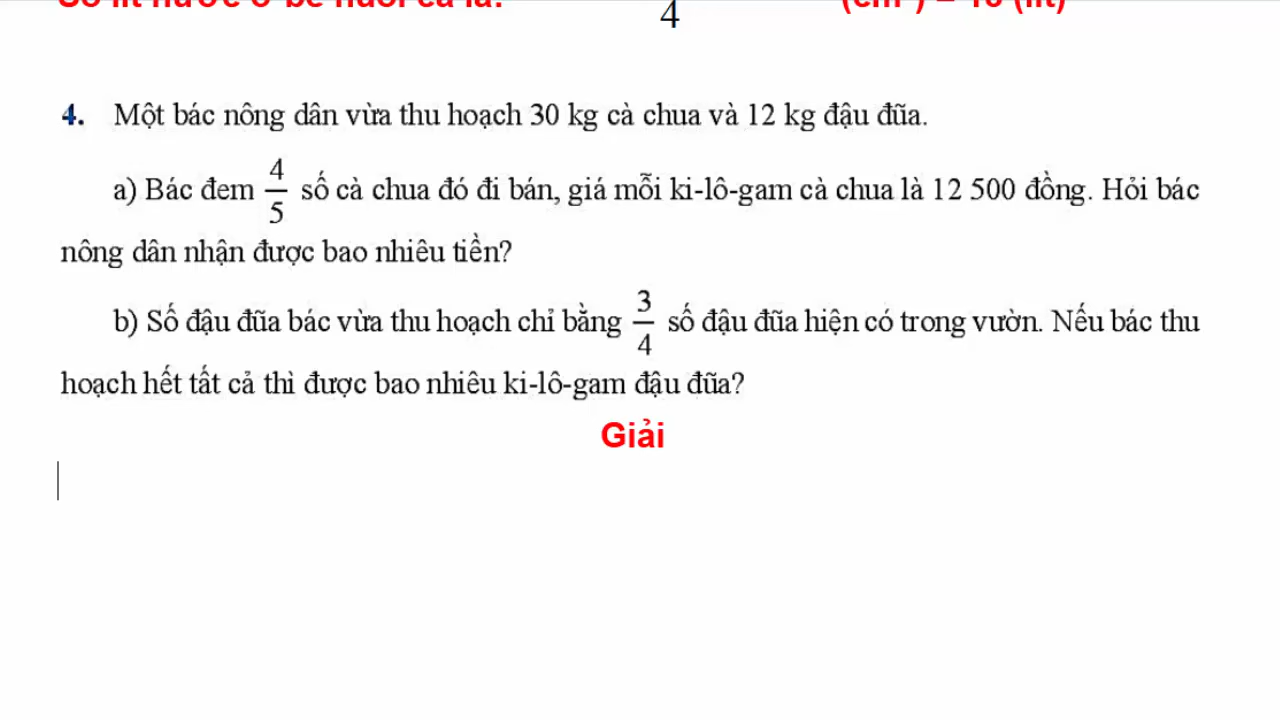 4
4. Một bác nông dân vừa thu hoạch 30 kg cà chua và 12 kg đậu đũa.
a) Bác đem 4/5 số cà chua đó đi bán, giá mỗi ki-lô-gam cà chua là 12 500 đồng. Hỏi bác
nông dân nhận được bao nhiêu tiền?
b) Số đậu đũa bác vừa thu hoạch chỉ bằng 3/4 số đậu đũa hiện có trong vườn. Nếu bác thu
hoạch hết tất cả thì được bao nhiêu ki-lô-gam đậu đũa?
Giải